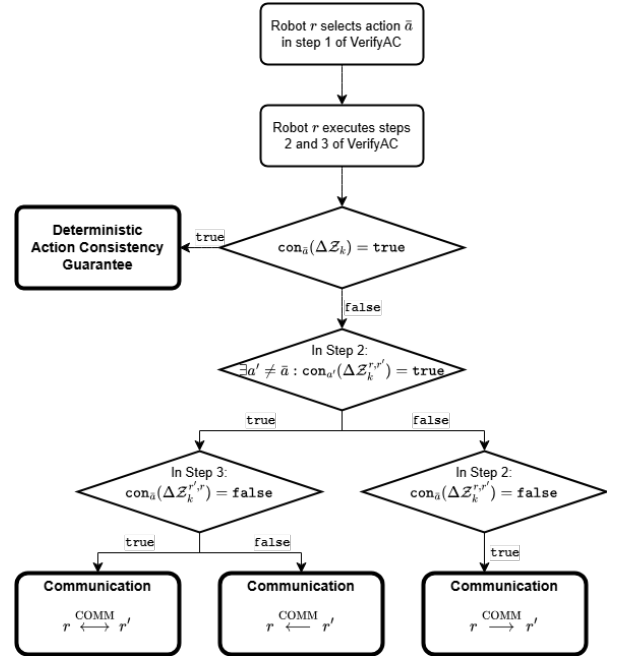 Robot r selects action ā
in step 1 of VerifyAC
Robot r executes steps
2 and 3 of VerifyAC
Deterministic
Action Consistency
Guarantee
true
con_ā(Δ𝒵_k) = true
false
In Step 2:
∃a′ ≠ ā : con_a′(Δ𝒵_k^{r,r′}) = true
true
false
In Step 3:
con_ā(Δ𝒵_k^{r′,r}) = false
In Step 2:
con_ā(Δ𝒵_k^{r,r′}) = false
true
false
true
Communication
r ⟷^{COMM} r′
Communication
r ⟵^{COMM} r′
Communication
r ⟶^{COMM} r′